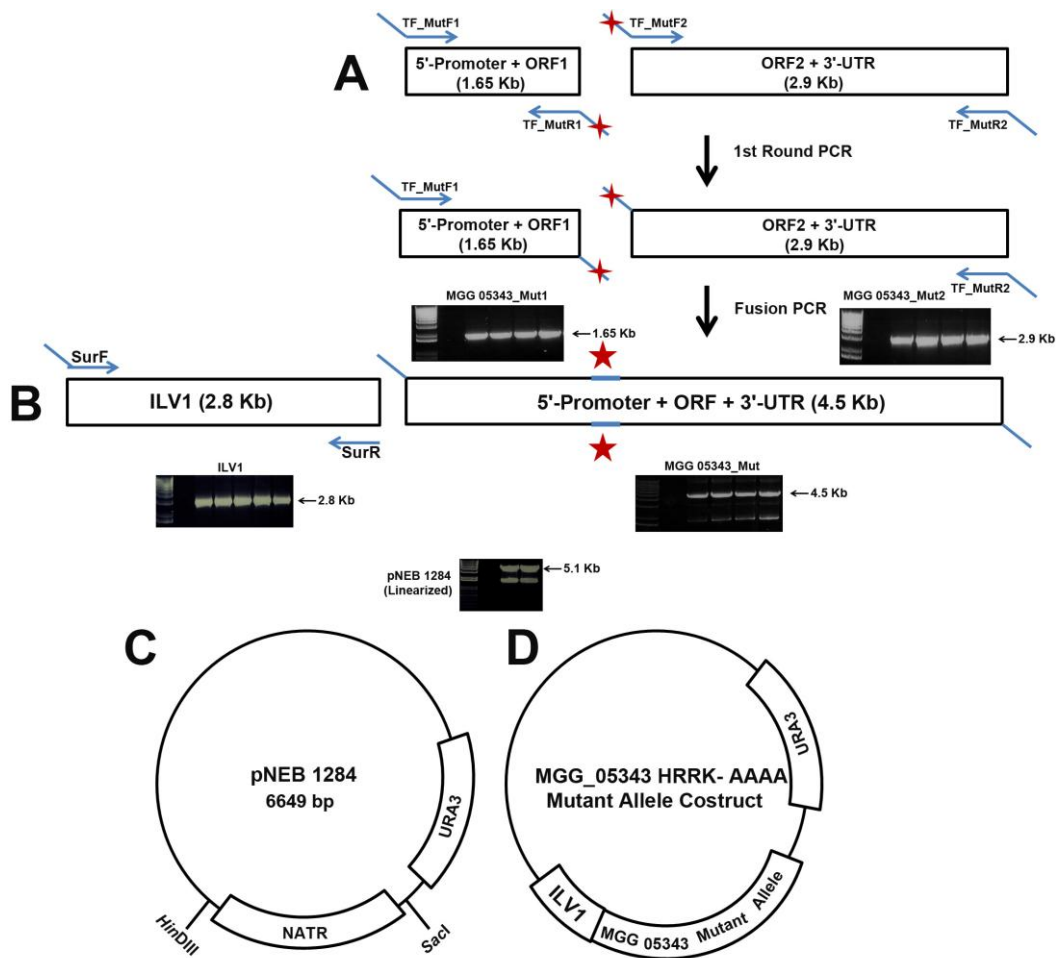 TF_MutF1
TF_MutF2
A
5'-Promoter + ORF1
(1.65 Kb)
ORF2 + 3'-UTR
(2.9 Kb)
TF_MutR1
TF_MutR2
1st Round PCR
TF_MutF1
5'-Promoter + ORF1
(1.65 Kb)
ORF2 + 3'-UTR
(2.9 Kb)
TF_MutR2
MGG 05343_Mut1
1.65 Kb
Fusion PCR
MGG 05343_Mut2
2.9 Kb
B
SurF
ILV1 (2.8 Kb)
SurR
5'-Promoter + ORF + 3'-UTR (4.5 Kb)
ILV1
2.8 Kb
MGG 05343_Mut
4.5 Kb
pNEB 1284
(Linearized)
5.1 Kb
C
pNEB 1284
6649 bp
URA3
NATR
HinDIII
SacI
D
URA3
MGG_05343 HRRK- AAAA
Mutant Allele Costruct
ILV1
MGG 05343 Mutant Allele